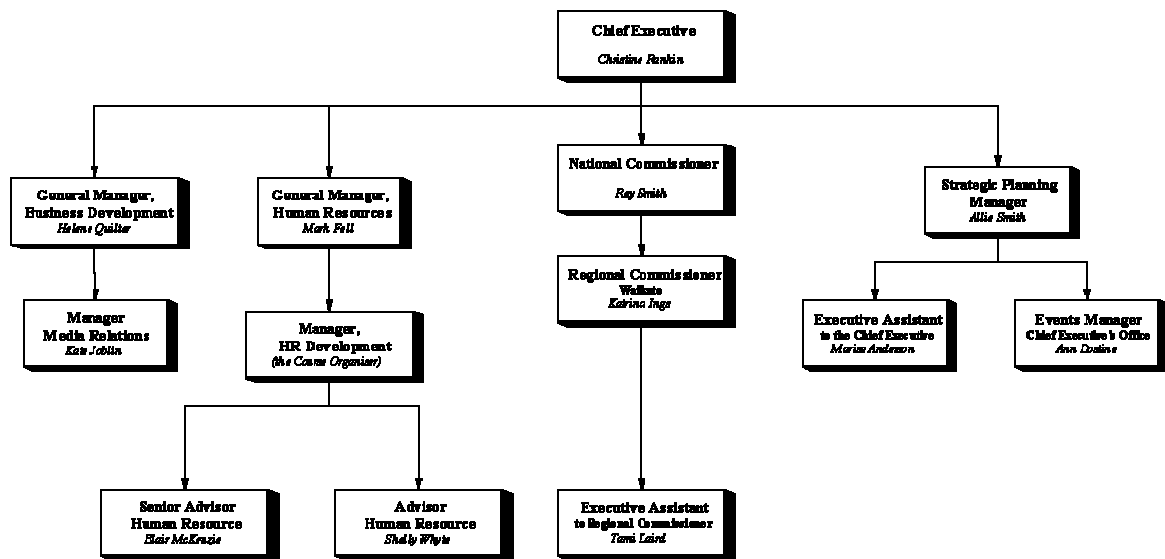 Chief Executive
Christine Rankin
National Commissioner
Ray Smith
General Manager,
Business Development
Helene Quilter
General Manager,
Human Resources
Mark Fell
Strategic Planning
Manager
Allie Smith
Regional Commissioner
Waikato
Katrina Inge
Manager
Media Relations
Kate Joblin
Manager,
HR Development
(the Course Organiser)
Executive Assistant
to the Chief Executive
Anderson
Events Manager
Chief Executive's Office
Ann
Senior Advisor
Human Resource
Blair McKenzie
Advisor
Human Resource
Shelly Whyte
Executive Assistant
to Regional Commissioner
Tami Laird